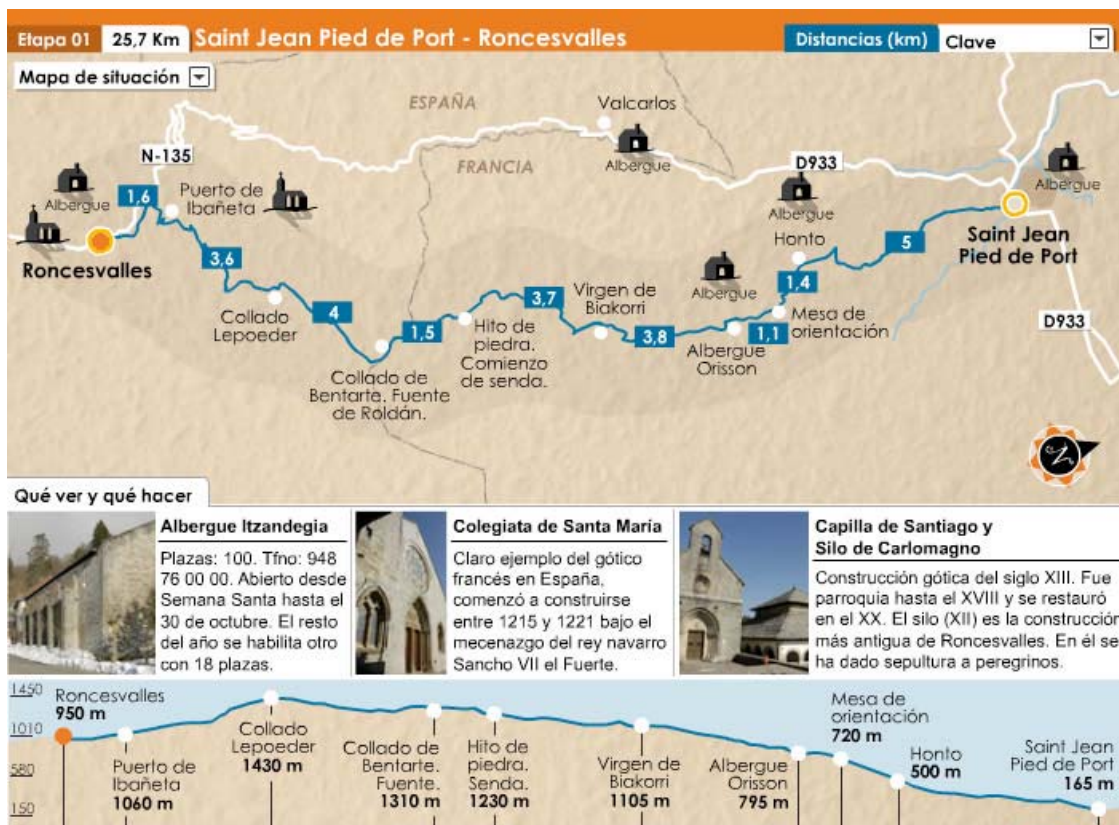 Etapa 01 25,7 Km Saint Jean Pied de Port - Roncesvalles Distancias (km) Clave
Mapa de situación
ESPAÑA
FRANCIA
Valcarlos
Albergue
N-135
D933
Albergue
Albergue
Albergue
Puerto de
Ibañeta
1,6
Roncesvalles
3,6
Collado
Lepoeder
4
Collado de
Bentarte. Fuente
de Roldán.
1,5
Hito de
piedra.
Comienzo
de senda.
3,7
Virgen de
Biakorri
3,8
Albergue
Albergue
Orisson
1,1
Mesa de
orientación
1,4
Honto
5
Saint Jean
Pied de Port
D933
Qué ver y qué hacer
Albergue Itzandegia
Plazas: 100. Tfno: 948
76 00 00. Abierto desde
Semana Santa hasta el
30 de octubre. El resto
del año se habilita otro
con 18 plazas.
Colegiata de Santa María
Claro ejemplo del gótico
francés en España,
comenzó a construirse
entre 1215 y 1221 bajo el
mecenazgo del rey navarro
Sancho VII el Fuerte.
Capilla de Santiago y
Silo de Carlomagno
Construcción gótica del siglo XIII. Fue
parroquia hasta el XVIII y se restauró
en el XX. El silo (XII) es la construcción
más antigua de Roncesvalles. En él se
ha dado sepultura a peregrinos.
1450
1010
580
150
Roncesvalles
950 m
Puerto de
Ibañeta
1060 m
Collado
Lepoeder
1430 m
Collado de
Bentarte.
Fuente.
1310 m
Hito de
piedra.
Senda.
1230 m
Virgen de
Biakorri
1105 m
Albergue
Orisson
795 m
Mesa de
orientación
720 m
Honto
500 m
Saint Jean
Pied de Port
165 m